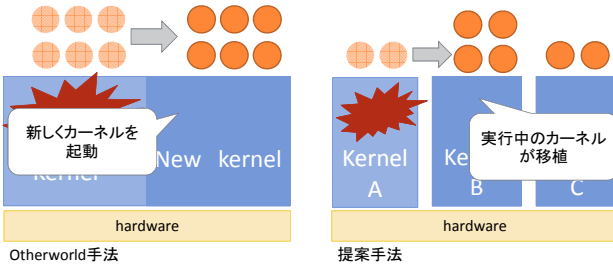 新しくカーネルを
起動
Kernel
New kernel
hardware
Otherworld手法
Kernel
A
実行中のカーネル
が移植
B
C
hardware
提案手法